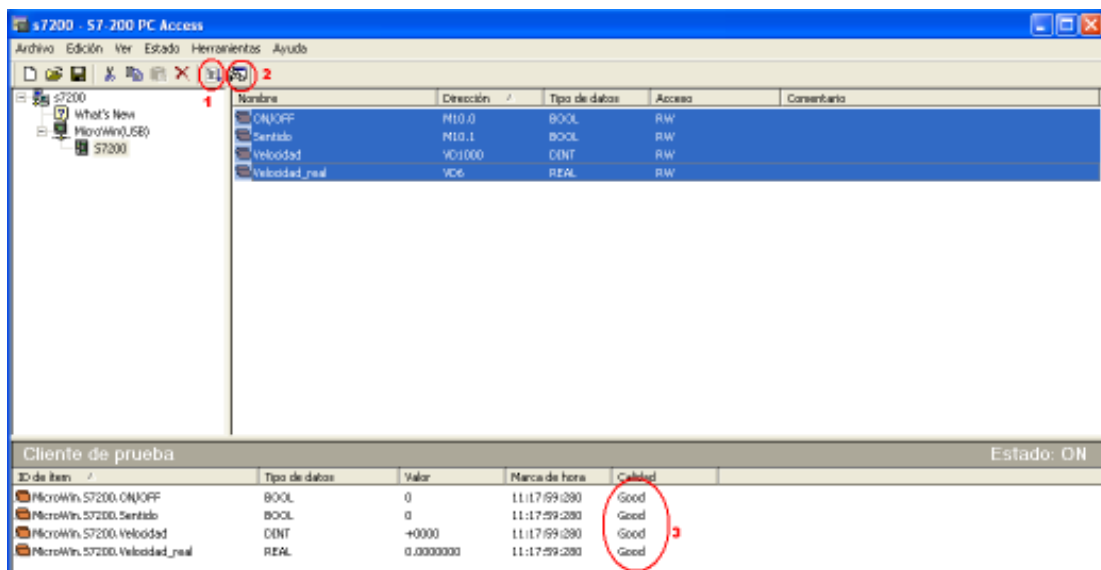 s7200 - S7-200 PC Access
Archivo Edición Ver Estado Herramientas Ayuda
1 2
s7200
What's New
MicroWin(USB)
S7200
Nombre Dirección Tipo de datos Acceso Comentario
ON/OFF M10.0 BOOL RW
Sentido M10.1 BOOL RW
Velocidad VD1000 DINT RW
Velocidad_real VD6 REAL RW
Cliente de prueba Estado: ON
ID de ítem Tipo de datos Valor Marca de hora Calidad
MicroWin.S7200.ON/OFF BOOL 0 11:17:59:280 Good
MicroWin.S7200.Sentido BOOL 0 11:17:59:280 Good
MicroWin.S7200.Velocidad DINT +0000 11:17:59:280 Good 3
MicroWin.S7200.Velocidad_real REAL 0.0000000 11:17:59:280 Good